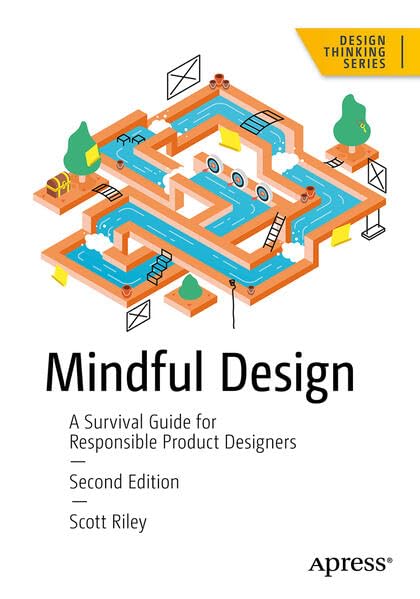 DESIGN
THINKING
SERIES
Mindful Design
A Survival Guide for
Responsible Product Designers
—
Second Edition
—
Scott Riley
Apress®